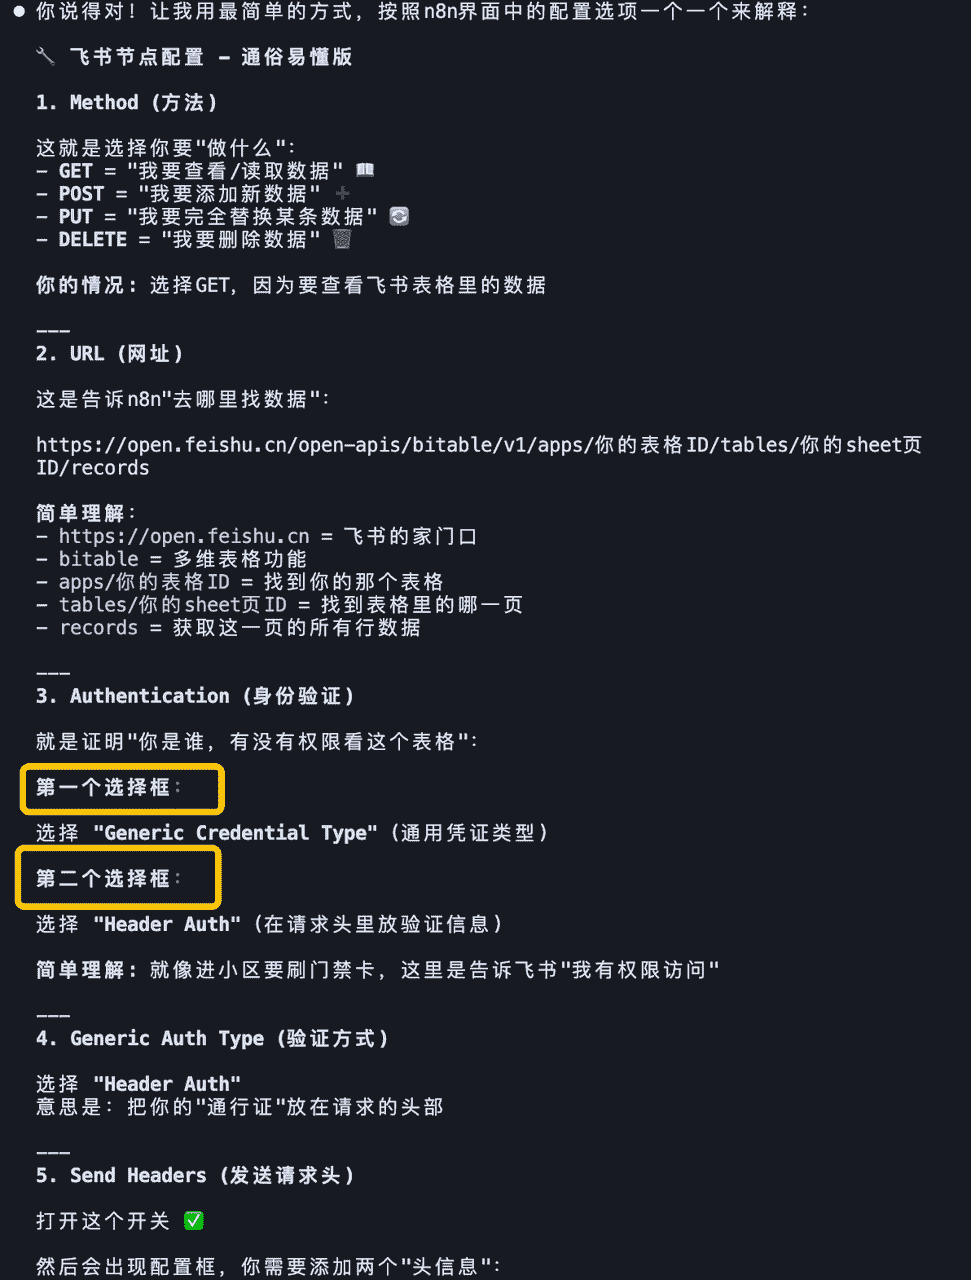 ● 你说得对！让我用最简单的方式，按照n8n界面中的配置选项一个一个来解释：
🔧 飞书节点配置 - 通俗易懂版
1. Method (方法)
这就是选择你要"做什么"：
- GET = "我要查看/读取数据" 📖
- POST = "我要添加新数据" ➕
- PUT = "我要完全替换某条数据" 🔄
- DELETE = "我要删除数据" 🗑️
你的情况：选择GET，因为要查看飞书表格里的数据
---
2. URL (网址)
这是告诉n8n"去哪里找数据"：
https://open.feishu.cn/open-apis/bitable/v1/apps/你的表格ID/tables/你的sheet页
ID/records
简单理解：
- https://open.feishu.cn = 飞书的家门口
- bitable = 多维表格功能
- apps/你的表格ID = 找到你的那个表格
- tables/你的sheet页ID = 找到表格里的哪一页
- records = 获取这一页的所有行数据
---
3. Authentication (身份验证)
就是证明"你是谁，有没有权限看这个表格"：
第一个选择框：
选择 "Generic Credential Type" (通用凭证类型)
第二个选择框：
选择 "Header Auth" (在请求头里放验证信息)
简单理解：就像进小区要刷门禁卡，这里是告诉飞书"我有权限访问"
---
4. Generic Auth Type (验证方式)
选择 "Header Auth"
意思是：把你的"通行证"放在请求的头部
---
5. Send Headers (发送请求头)
打开这个开关 ✅
然后会出现配置框，你需要添加两个"头信息"：